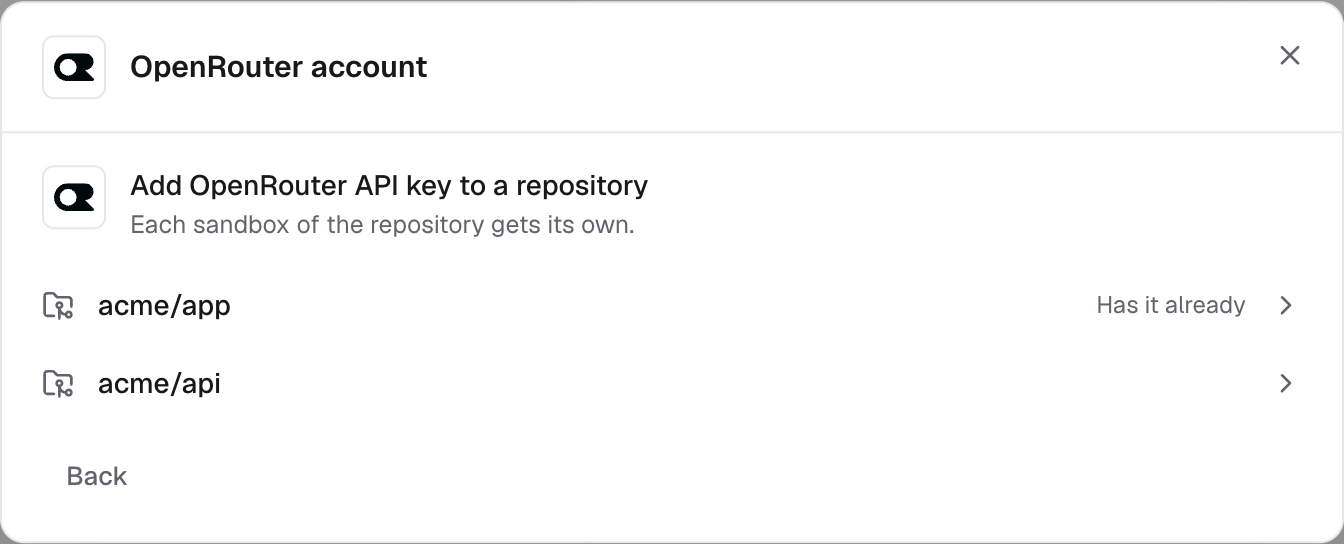 OpenRouter account
Add OpenRouter API key to a repository
Each sandbox of the repository gets its own.
acme/app Has it already
acme/api
Back